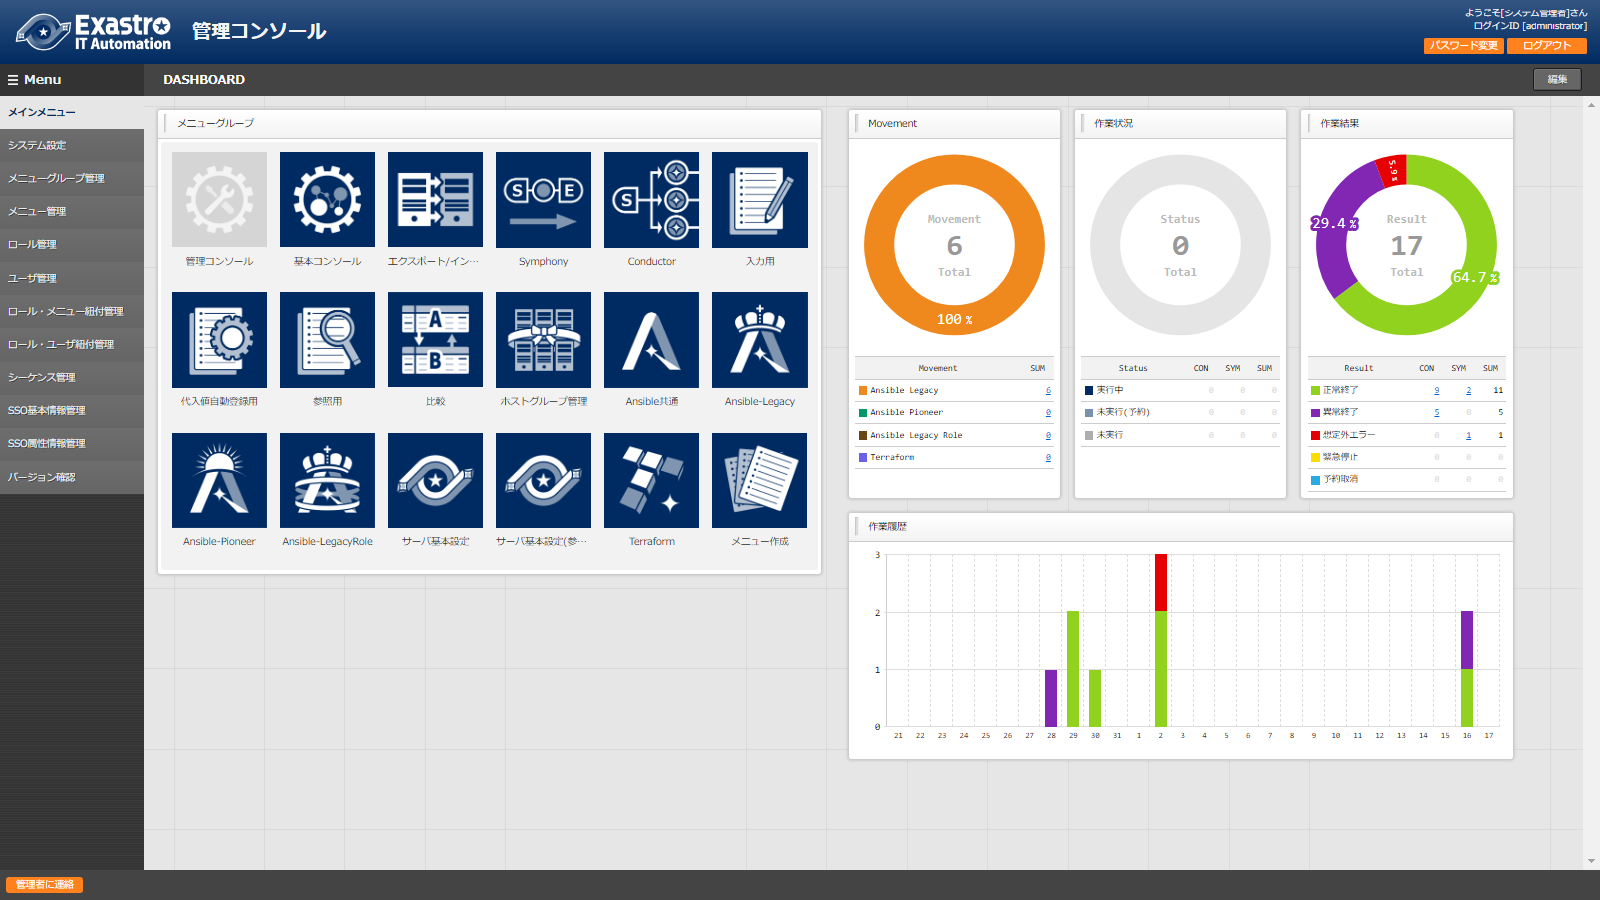 Exastro
IT Automation
管理コンソール
ようこそ[システム管理者]さん
ログインID [administrator]
パスワード変更
ログアウト
Menu
DASHBOARD
編集
メインメニュー
システム設定
メニューグループ管理
メニュー管理
ロール管理
ユーザ管理
ロール・メニュー紐付管理
ロール・ユーザ紐付管理
シーケンス管理
SSO基本情報管理
SSO属性情報管理
バージョン確認
メニューグループ
S O E
S
管理コンソール
基本コンソール
エクスポート/イン…
Symphony
Conductor
入力用
A
B
代入値自動登録用
参照用
比較
ホストグループ管理
Ansible共通
Ansible-Legacy
Ansible-Pioneer
Ansible-LegacyRole
サーバ基本設定
サーバ基本設定(参…
Terraform
メニュー作成
Movement
Movement
6
Total
100 %
Movement SUM
Ansible Legacy 6
Ansible Pioneer 0
Ansible Legacy Role 0
Terraform 0
作業状況
Status
0
Total
Status CON SYM SUM
実行中 0 0 0
未実行(予約) 0 0 0
未実行 0 0 0
作業結果
5.9 %
29.4 %
Result
17
Total
64.7 %
Result CON SYM SUM
正常終了 9 2 11
異常終了 5 0 5
想定外エラー 0 1 1
緊急停止 0 0 0
予約取消 0 0 0
作業履歴
3
2
1
0
21 22 23 24 25 26 27 28 29 30 31 1 2 3 4 5 6 7 8 9 10 11 12 13 14 15 16 17
管理者に連絡